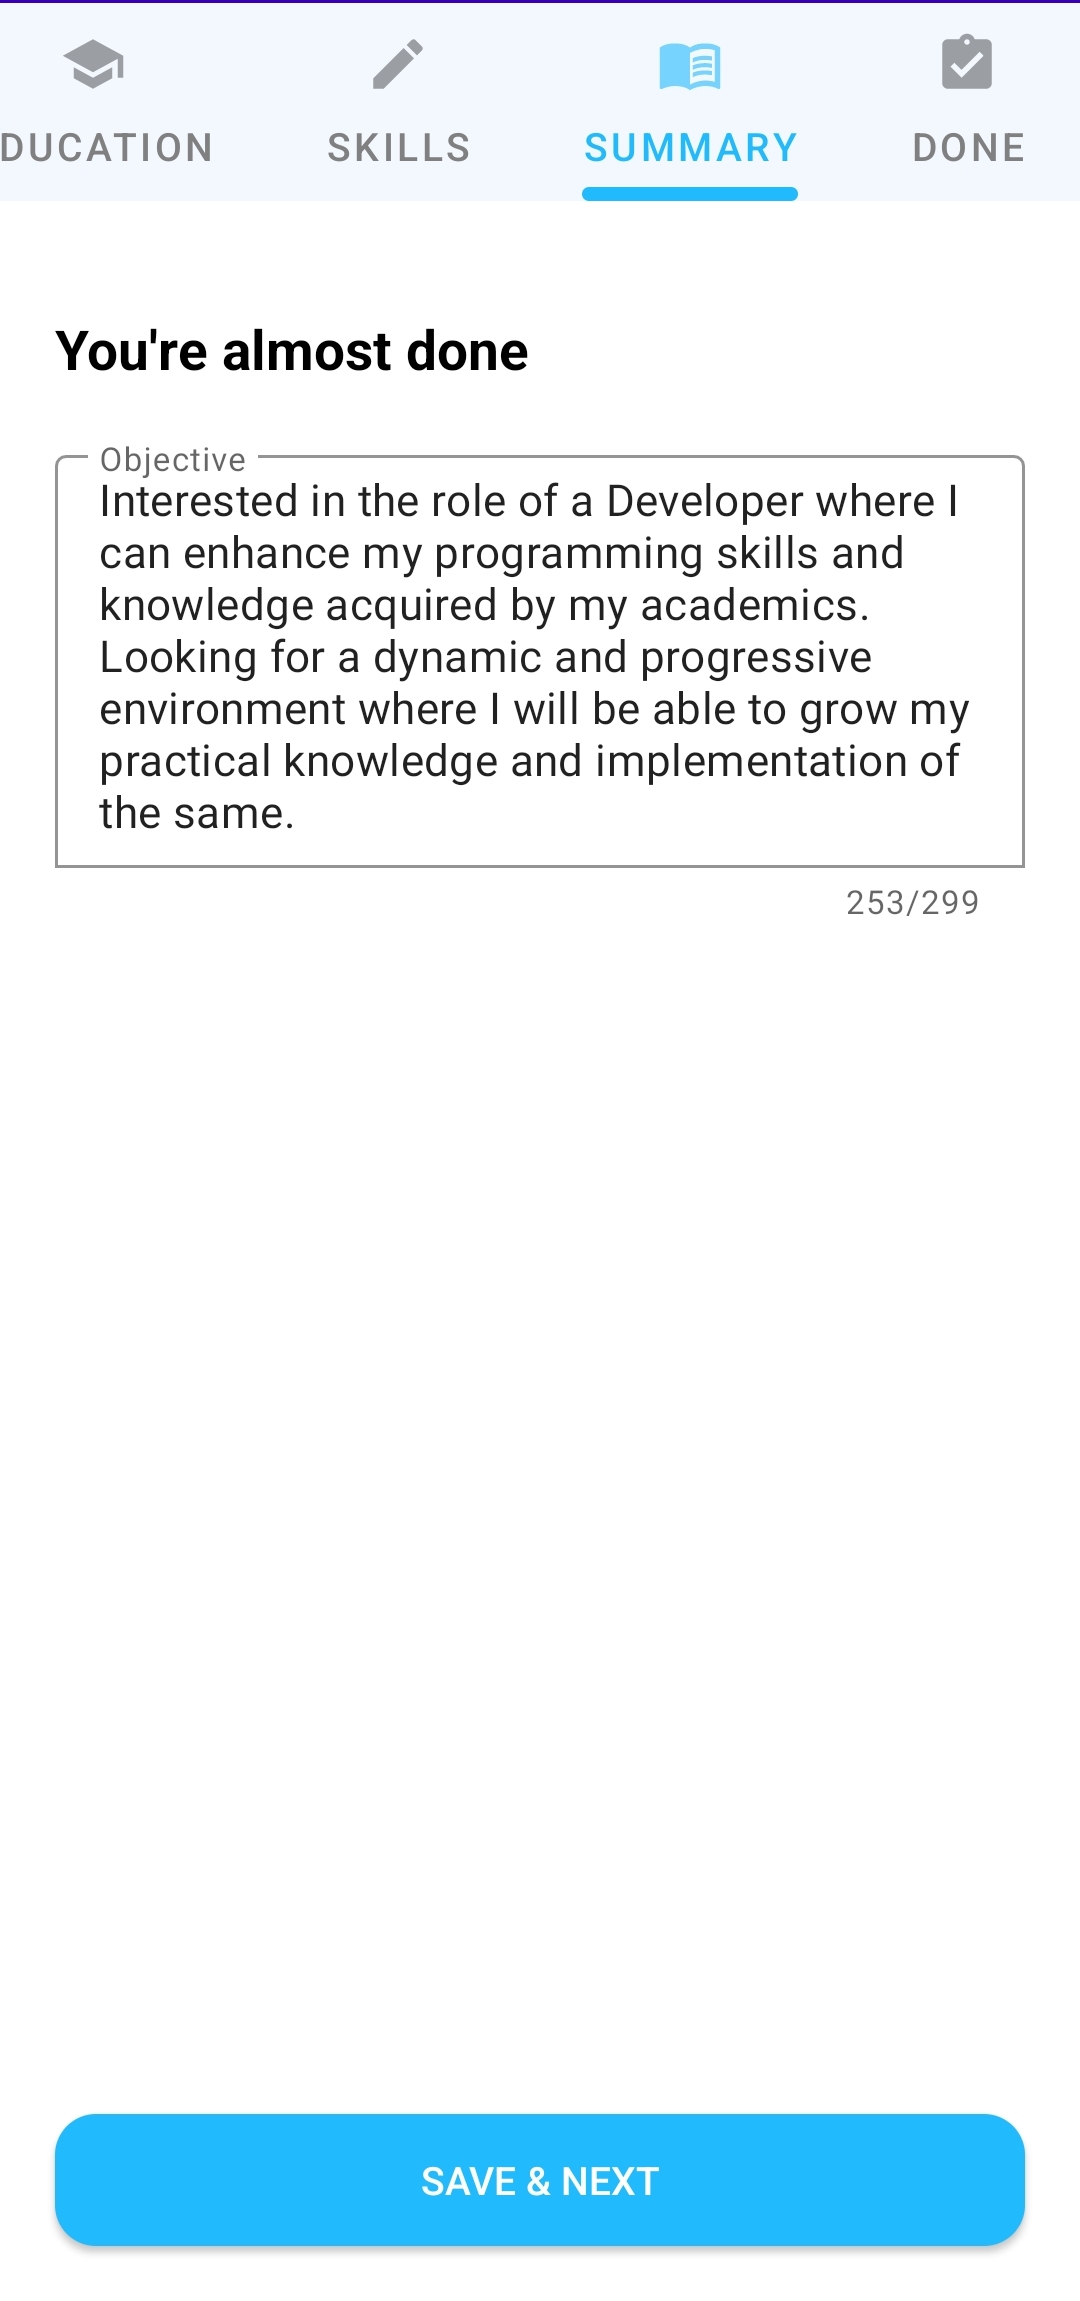 DUCATION
SKILLS
SUMMARY
DONE
You're almost done
Objective
Interested in the role of a Developer where I
can enhance my programming skills and
knowledge acquired by my academics.
Looking for a dynamic and progressive
environment where I will be able to grow my
practical knowledge and implementation of
the same.
253/299
SAVE & NEXT